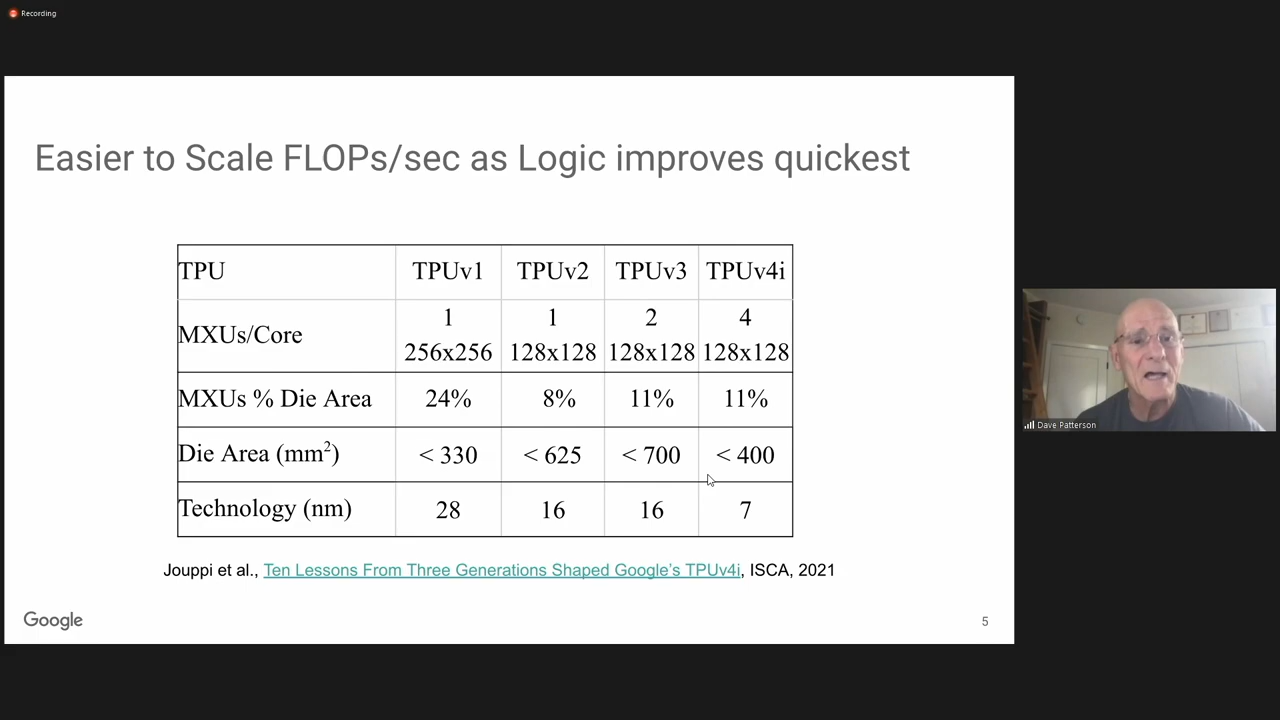 Recording
Easier to Scale FLOPs/sec as Logic improves quickest
TPU TPUv1 TPUv2 TPUv3 TPUv4i
MXUs/Core 1 256x256 1 128x128 2 128x128 4 128x128
MXUs % Die Area 24% 8% 11% 11%
Die Area (mm²) < 330 < 625 < 700 < 400
Technology (nm) 28 16 16 7
Jouppi et al., Ten Lessons From Three Generations Shaped Google's TPUv4i, ISCA, 2021
Google
5
Dave Patterson